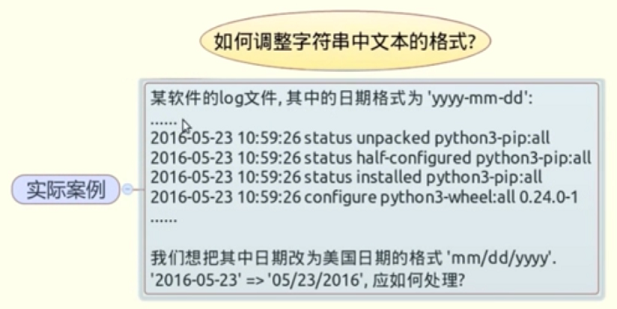 如何调整字符串中文本的格式?
某软件的log文件, 其中的日期格式为 'yyyy-mm-dd':
......
2016-05-23 10:59:26 status unpacked python3-pip:all
2016-05-23 10:59:26 status half-configured python3-pip:all
2016-05-23 10:59:26 status installed python3-pip:all
2016-05-23 10:59:26 configure python3-wheel:all 0.24.0-1
......
我们想把其中日期改为美国日期的格式 'mm/dd/yyyy'.
'2016-05-23' => '05/23/2016', 应如何处理?
实际案例